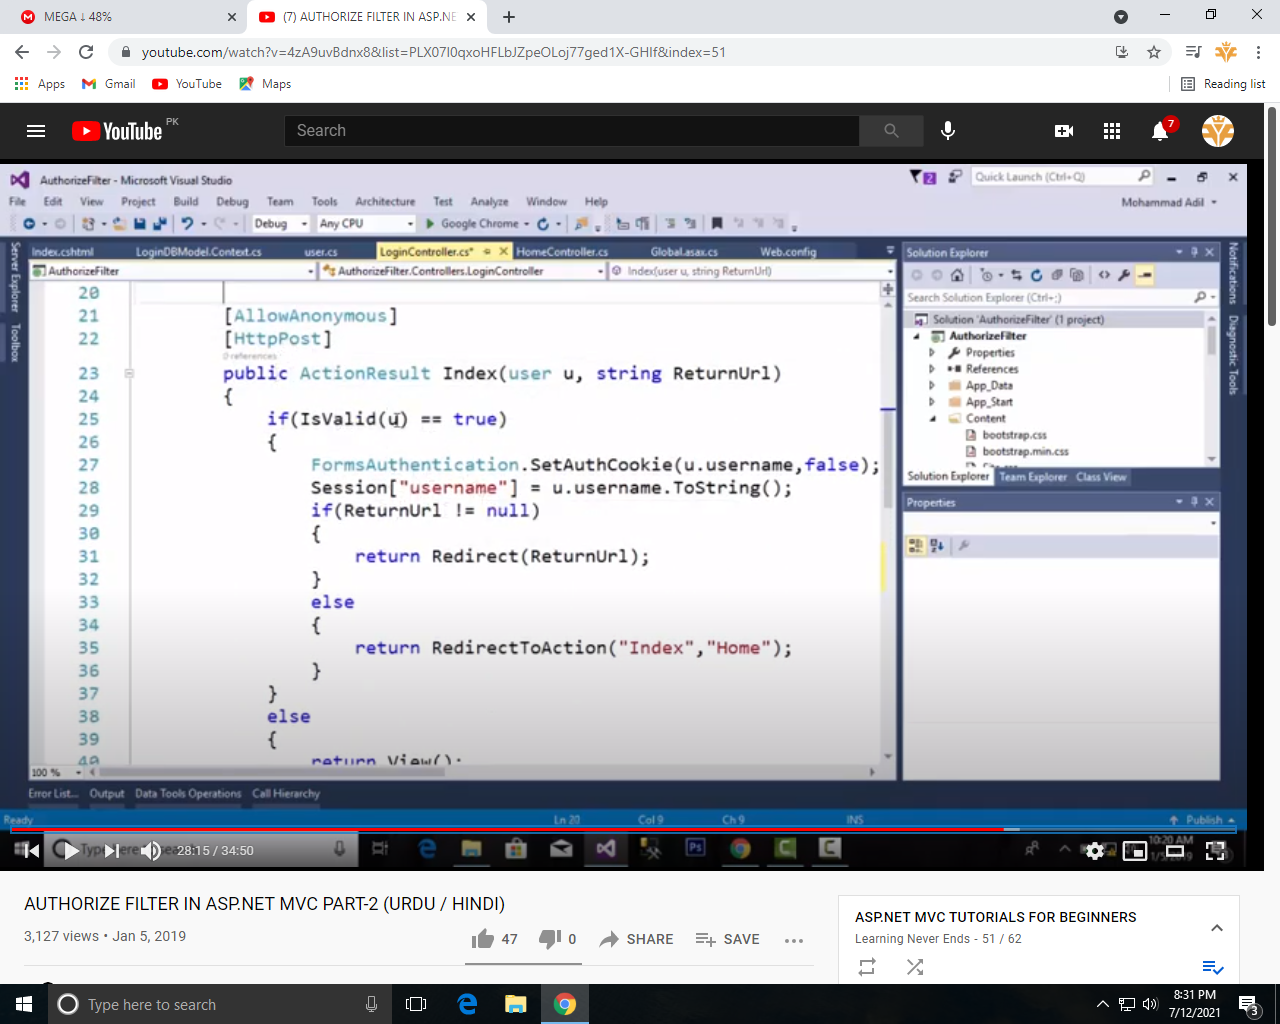 MEGA ↓ 48%
(7) AUTHORIZE FILTER IN ASP.NE
youtube.com/watch?v=4zA9uvBdnx8&list=PLX07l0qxoHFLbJZpeOLoj77ged1X-GHlf&index=51
Apps Gmail YouTube Maps Reading list
YouTube PK
Search
7
AuthorizeFilter - Microsoft Visual Studio
2
Quick Launch (Ctrl+Q)
File Edit View Project Build Debug Team Tools Architecture Test Analyze Window Help
Mohammad Adil
Debug Any CPU Google Chrome
Server Explorer
Toolbox
Index.cshtml LoginDBModel.Context.cs user.cs LoginController.cs* HomeController.cs Global.asax.cs Web.config
AuthorizeFilter AuthorizeFilter.Controllers.LoginController Index(user u, string ReturnUrl)
20
21 [AllowAnonymous]
22 [HttpPost]
0 references
23 public ActionResult Index(user u, string ReturnUrl)
24 {
25 if(IsValid(u) == true)
26 {
27 FormsAuthentication.SetAuthCookie(u.username,false);
28 Session["username"] = u.username.ToString();
29 if(ReturnUrl != null)
30 {
31 return Redirect(ReturnUrl);
32 }
33 else
34 {
35 return RedirectToAction("Index","Home");
36 }
37 }
38 else
39 {
40 return View();
100 %
Solution Explorer
Search Solution Explorer (Ctrl+;)
Solution 'AuthorizeFilter' (1 project)
AuthorizeFilter
Properties
References
App_Data
App_Start
Content
bootstrap.css
bootstrap.min.css
Solution Explorer Team Explorer Class View
Properties
Notifications
Diagnostic Tools
Error List... Output Data Tools Operations Call Hierarchy
Ready Ln 20 Col 9 Ch 9 INS Publish
28:15 / 34:50
10:20 AM
AUTHORIZE FILTER IN ASP.NET MVC PART-2 (URDU / HINDI)
3,127 views • Jan 5, 2019
47 0 SHARE SAVE
ASP.NET MVC TUTORIALS FOR BEGINNERS
Learning Never Ends - 51 / 62
Type here to search
8:31 PM
7/12/2021
3